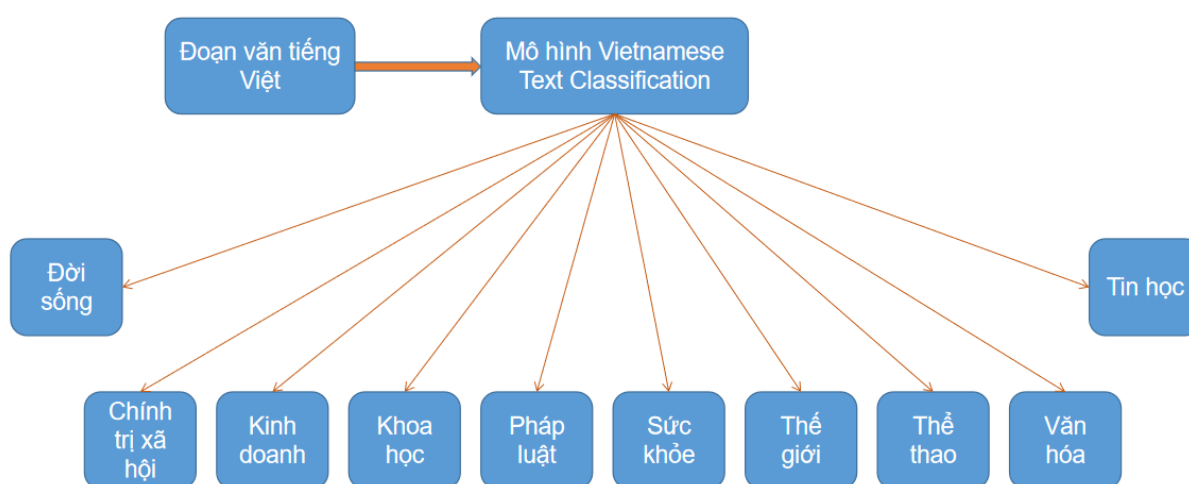 Đoạn văn tiếng
Việt
Mô hình Vietnamese
Text Classification
Đời
sống
Tin học
Chính
trị xã
hội
Kinh
doanh
Khoa
học
Pháp
luật
Sức
khỏe
Thế
giới
Thể
thao
Văn
hóa